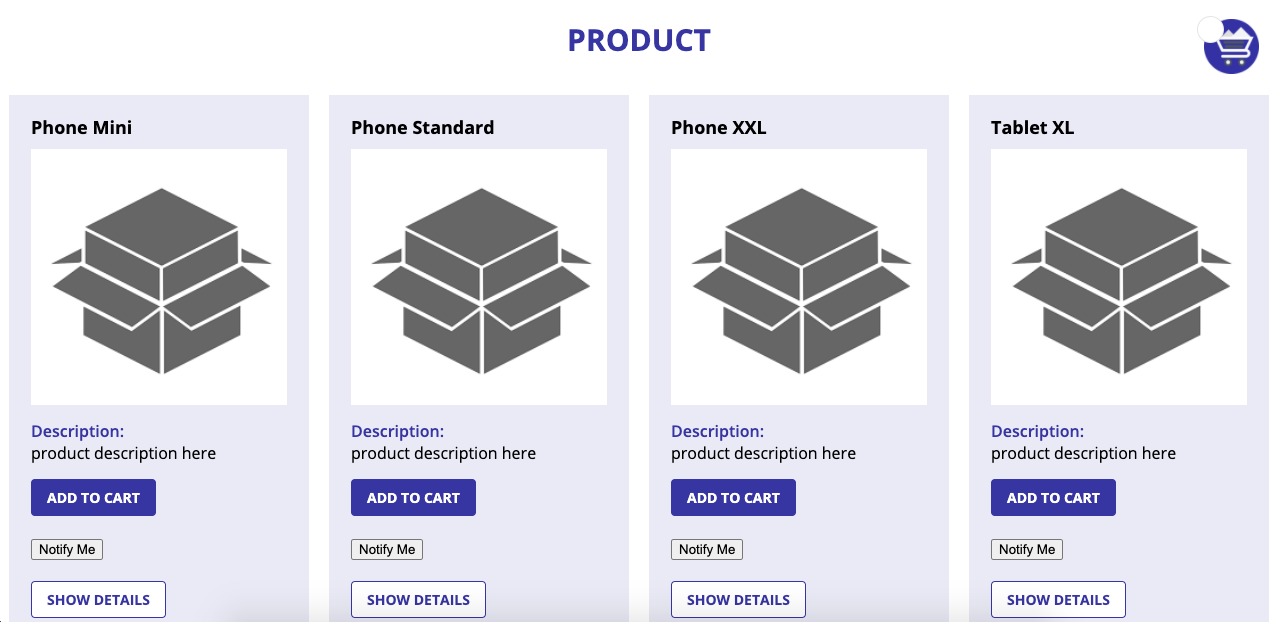 PRODUCT
Phone Mini
Description:
product description here
ADD TO CART
Notify Me
SHOW DETAILS
Phone Standard
Description:
product description here
ADD TO CART
Notify Me
SHOW DETAILS
Phone XXL
Description:
product description here
ADD TO CART
Notify Me
SHOW DETAILS
Tablet XL
Description:
product description here
ADD TO CART
Notify Me
SHOW DETAILS